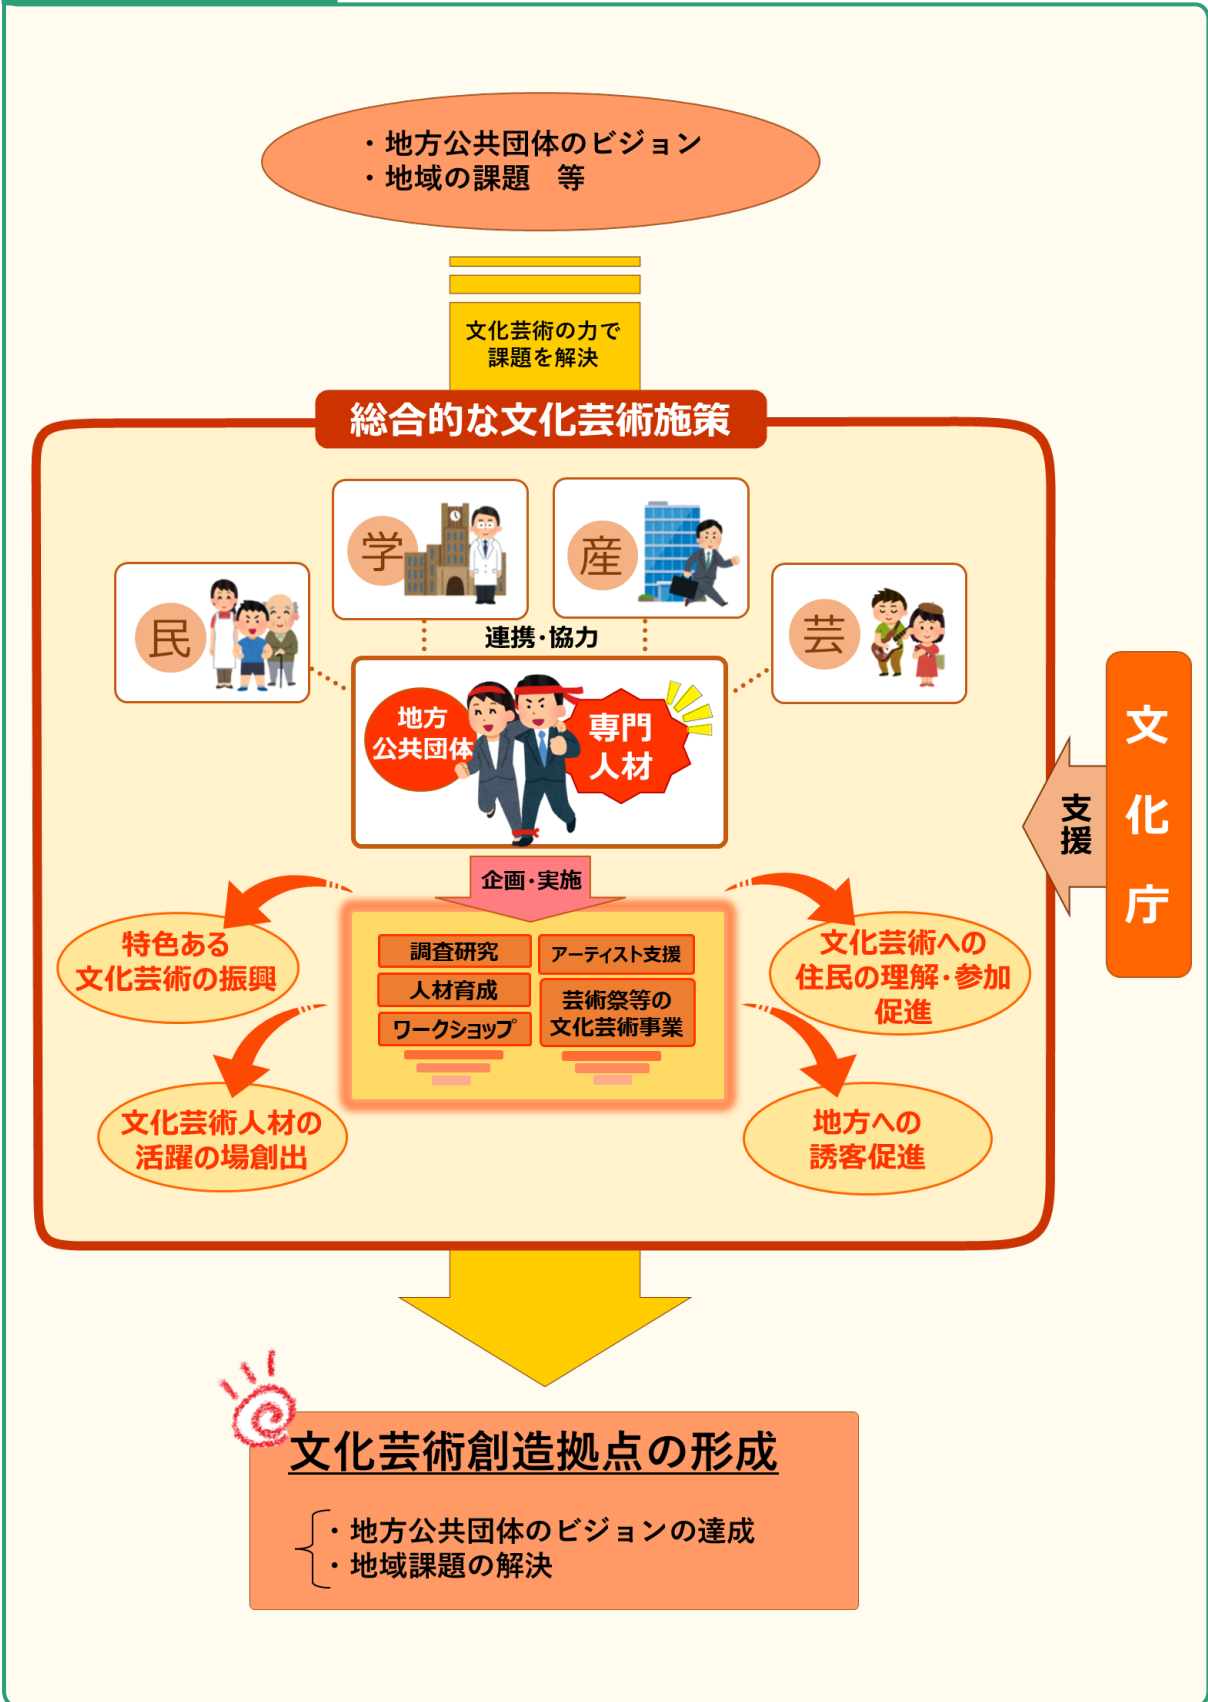 ・地方公共団体のビジョン
・地域の課題　等
文化芸術の力で
課題を解決
総合的な文化芸術施策
学
産
民
芸
連携・協力
地方
公共団体
専門
人材
文化庁
支援
企画・実施
特色ある
文化芸術の振興
調査研究
人材育成
ワークショップ
アーティスト支援
芸術祭等の
文化芸術事業
文化芸術への
住民の理解・参加
促進
文化芸術人材の
活躍の場創出
地方への
誘客促進
文化芸術創造拠点の形成
・地方公共団体のビジョンの達成
・地域課題の解決